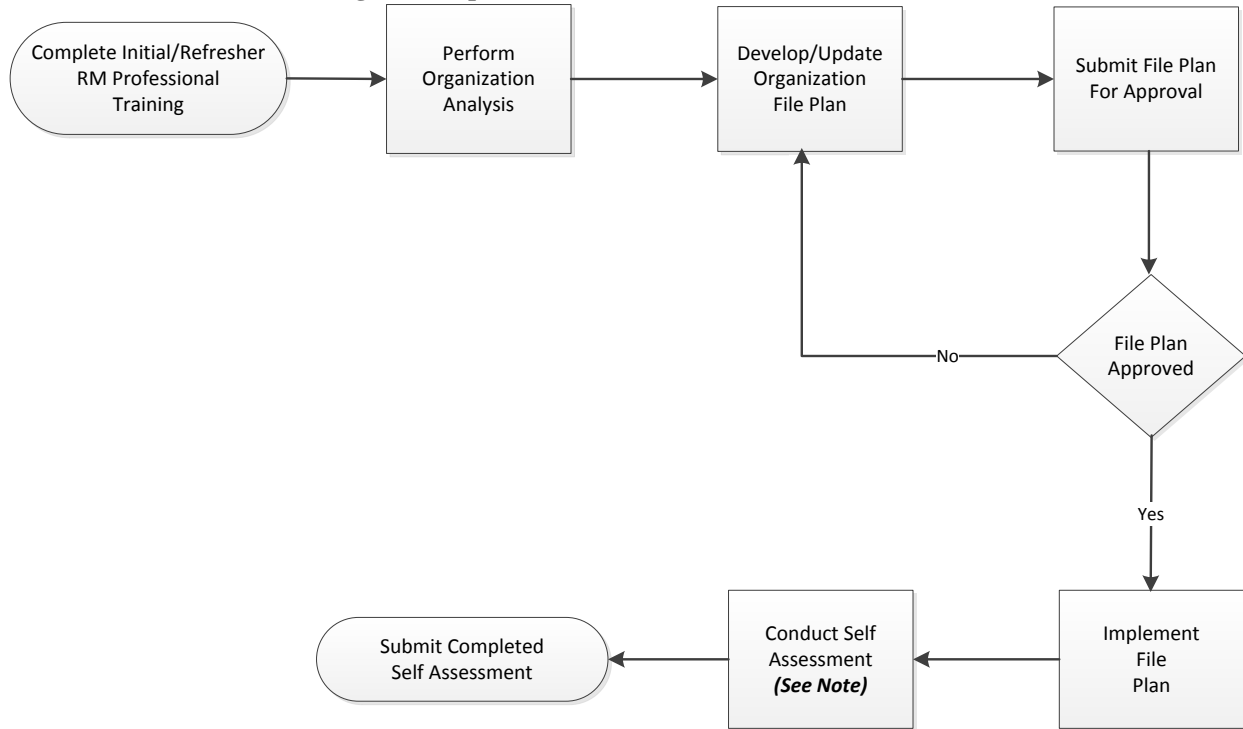 Complete Initial/Refresher
RM Professional
Training
Perform
Organization
Analysis
Develop/Update
Organization
File Plan
Submit File Plan
For Approval
File Plan
Approved
No
Yes
Implement
File
Plan
Conduct Self
Assessment
(See Note)
Submit Completed
Self Assessment